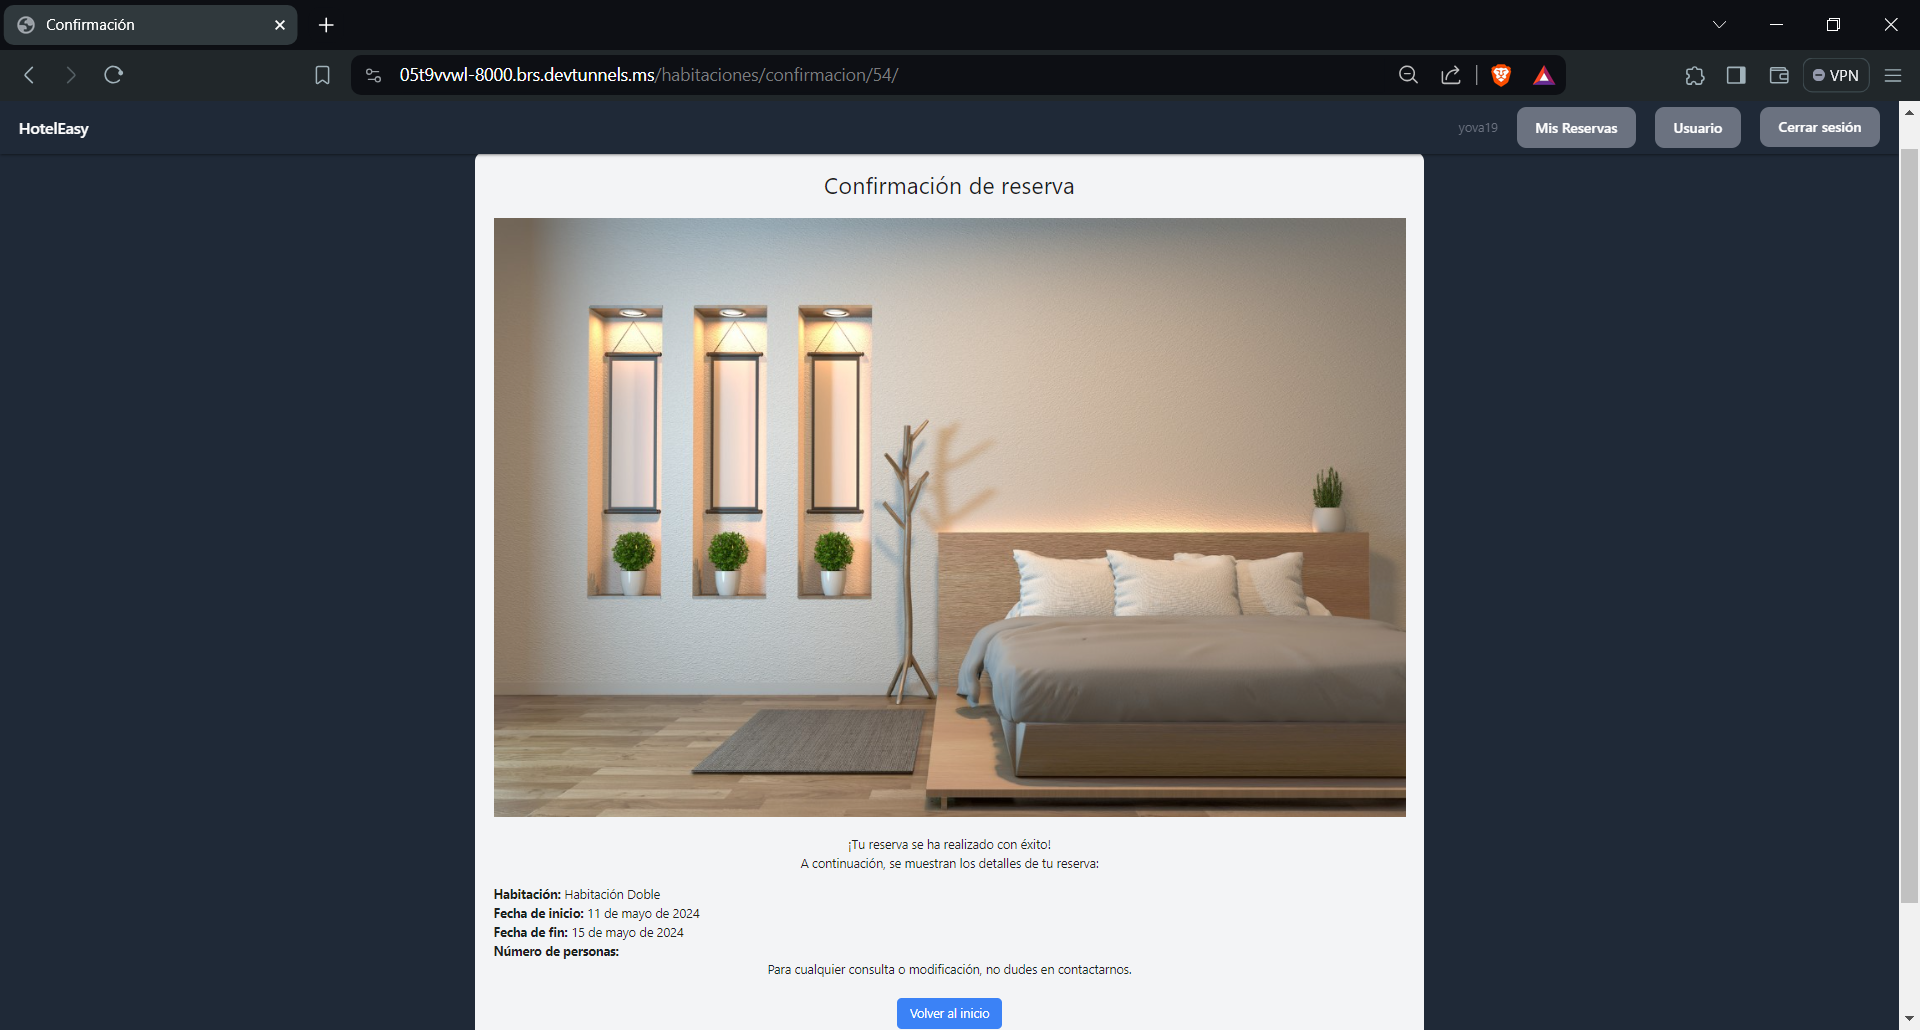 Confirmación
05t9vvwl-8000.brs.devtunnels.ms/habitaciones/confirmacion/54/
VPN
HotelEasy
yova19
Mis Reservas
Usuario
Cerrar sesión
Confirmación de reserva
¡Tu reserva se ha realizado con éxito!
A continuación, se muestran los detalles de tu reserva:
Habitación: Habitación Doble
Fecha de inicio: 11 de mayo de 2024
Fecha de fin: 15 de mayo de 2024
Número de personas:
Para cualquier consulta o modificación, no dudes en contactarnos.
Volver al inicio